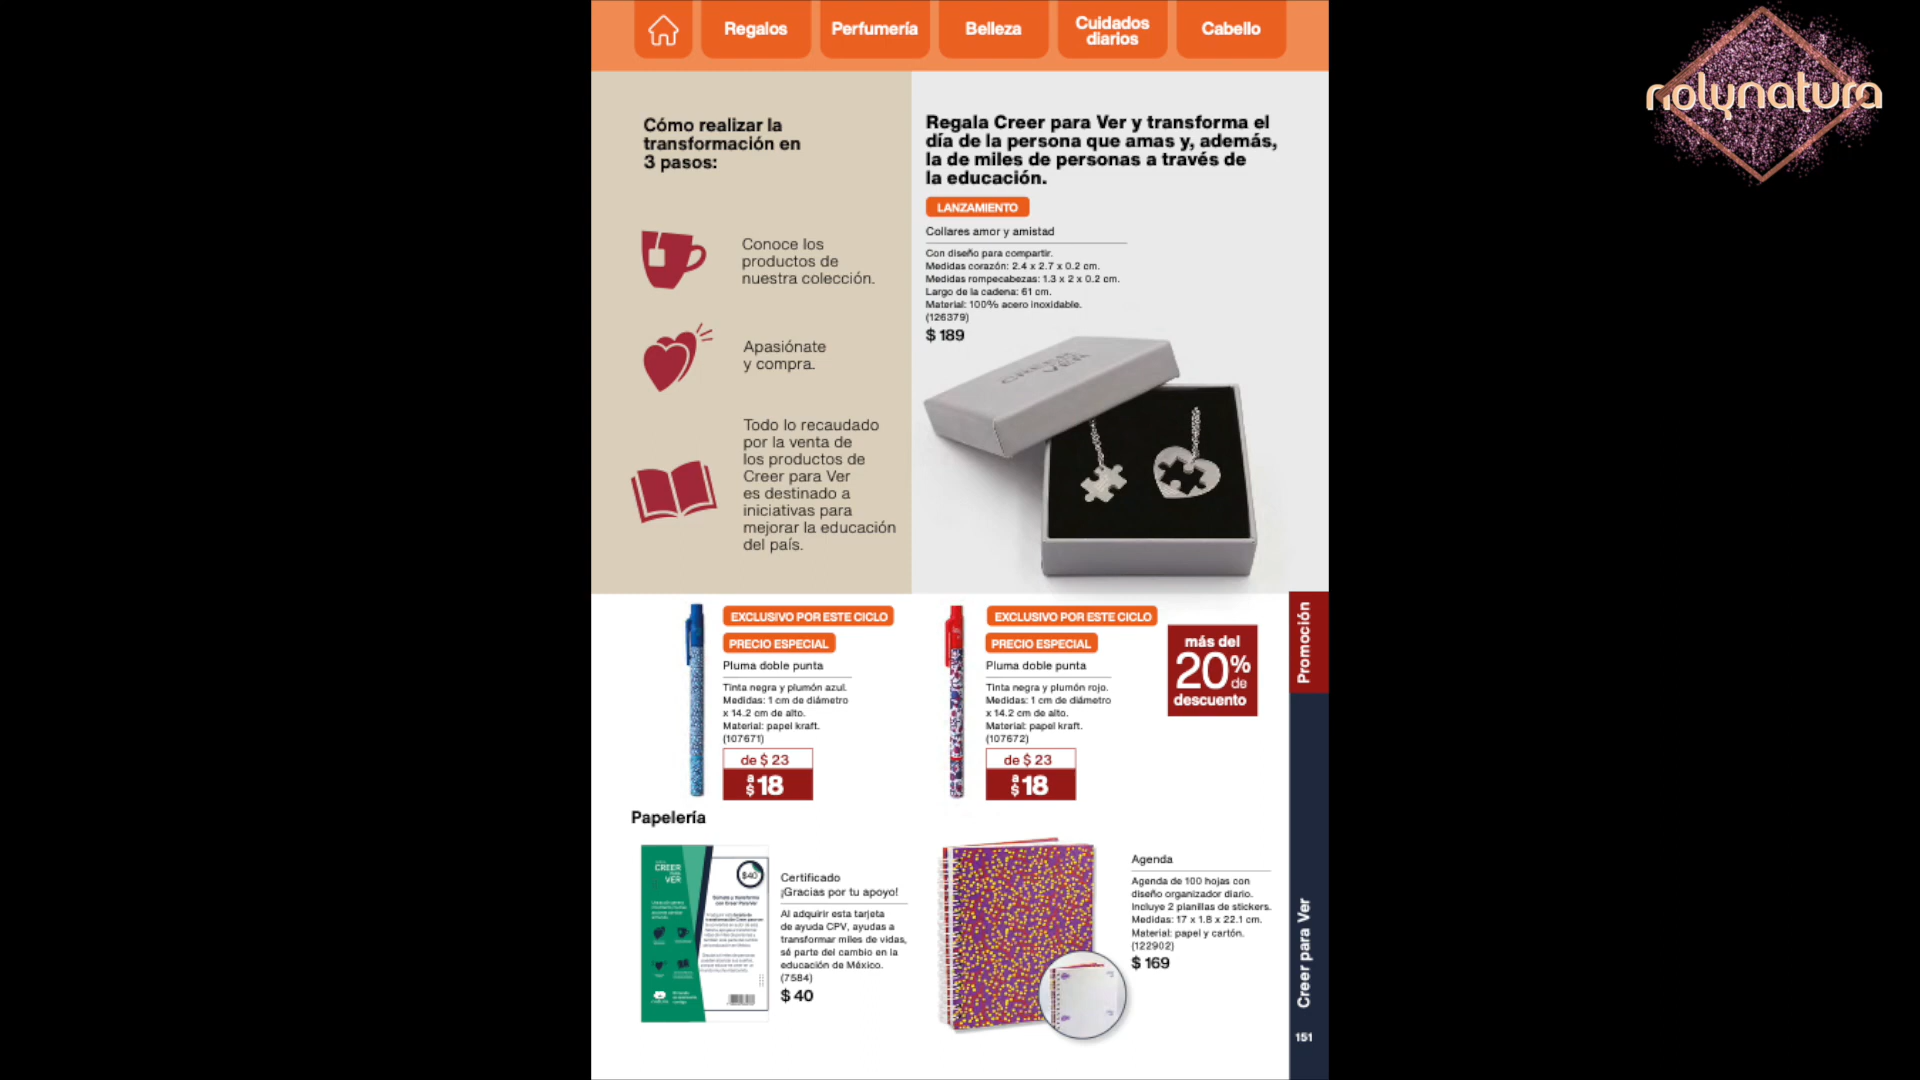 Regalos
Perfumería
Belleza
Cuidados
diarios
Cabello
nolynatura
Cómo realizar la
transformación en
3 pasos:
Conoce los
productos de
nuestra colección.
Apasiónate
y compra.
Todo lo recaudado
por la venta de
los productos de
Creer para Ver
es destinado a
iniciativas para
mejorar la educación
del país.
Regala Creer para Ver y transforma el
día de la persona que amas y, además,
la de miles de personas a través de
la educación.
LANZAMIENTO
Collares amor y amistad
Con diseño para compartir.
Medidas corazón: 2.4 x 2.7 x 0.2 cm.
Medidas rompecabezas: 1.3 x 2 x 0.2 cm.
Largo de la cadena: 61 cm.
Material: 100% acero inoxidable.
(126379)
$ 189
EXCLUSIVO POR ESTE CICLO
PRECIO ESPECIAL
Pluma doble punta
Tinta negra y plumón azul.
Medidas: 1 cm de diámetro
x 14.2 cm de alto.
Material: papel kraft.
(107671)
de $ 23
a $ 18
EXCLUSIVO POR ESTE CICLO
PRECIO ESPECIAL
Pluma doble punta
Tinta negra y plumón rojo.
Medidas: 1 cm de diámetro
x 14.2 cm de alto.
Material: papel kraft.
(107672)
de $ 23
a $ 18
más del
20%
de
descuento
Promoción
Papelería
CREER
VER
$40
Certificado
¡Gracias por tu apoyo!
Al adquirir esta tarjeta
de ayuda CPV, ayudas a
transformar miles de vidas,
sé parte del cambio en la
educación de México.
(7584)
$ 40
Agenda
Agenda de 100 hojas con
diseño organizador diario.
Incluye 2 planillas de stickers.
Medidas: 17 x 1.8 x 22.1 cm.
Material: papel y cartón.
(122902)
$ 169
Creer para Ver
151